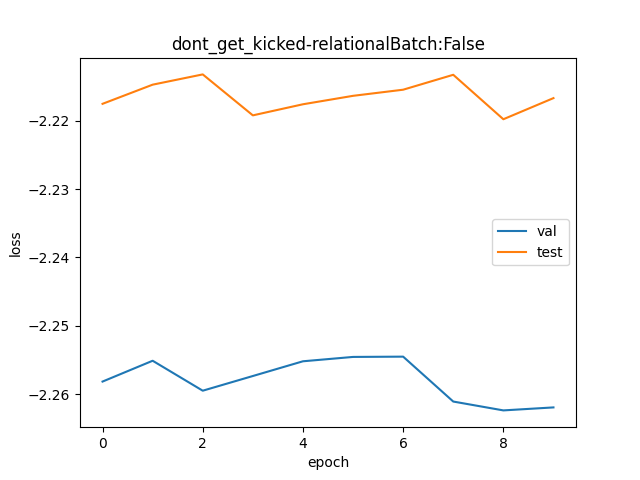 dont_get_kicked-relationalBatch:False
−2.22
−2.23
−2.24
−2.25
−2.26
loss
val
test
0
2
4
6
8
epoch